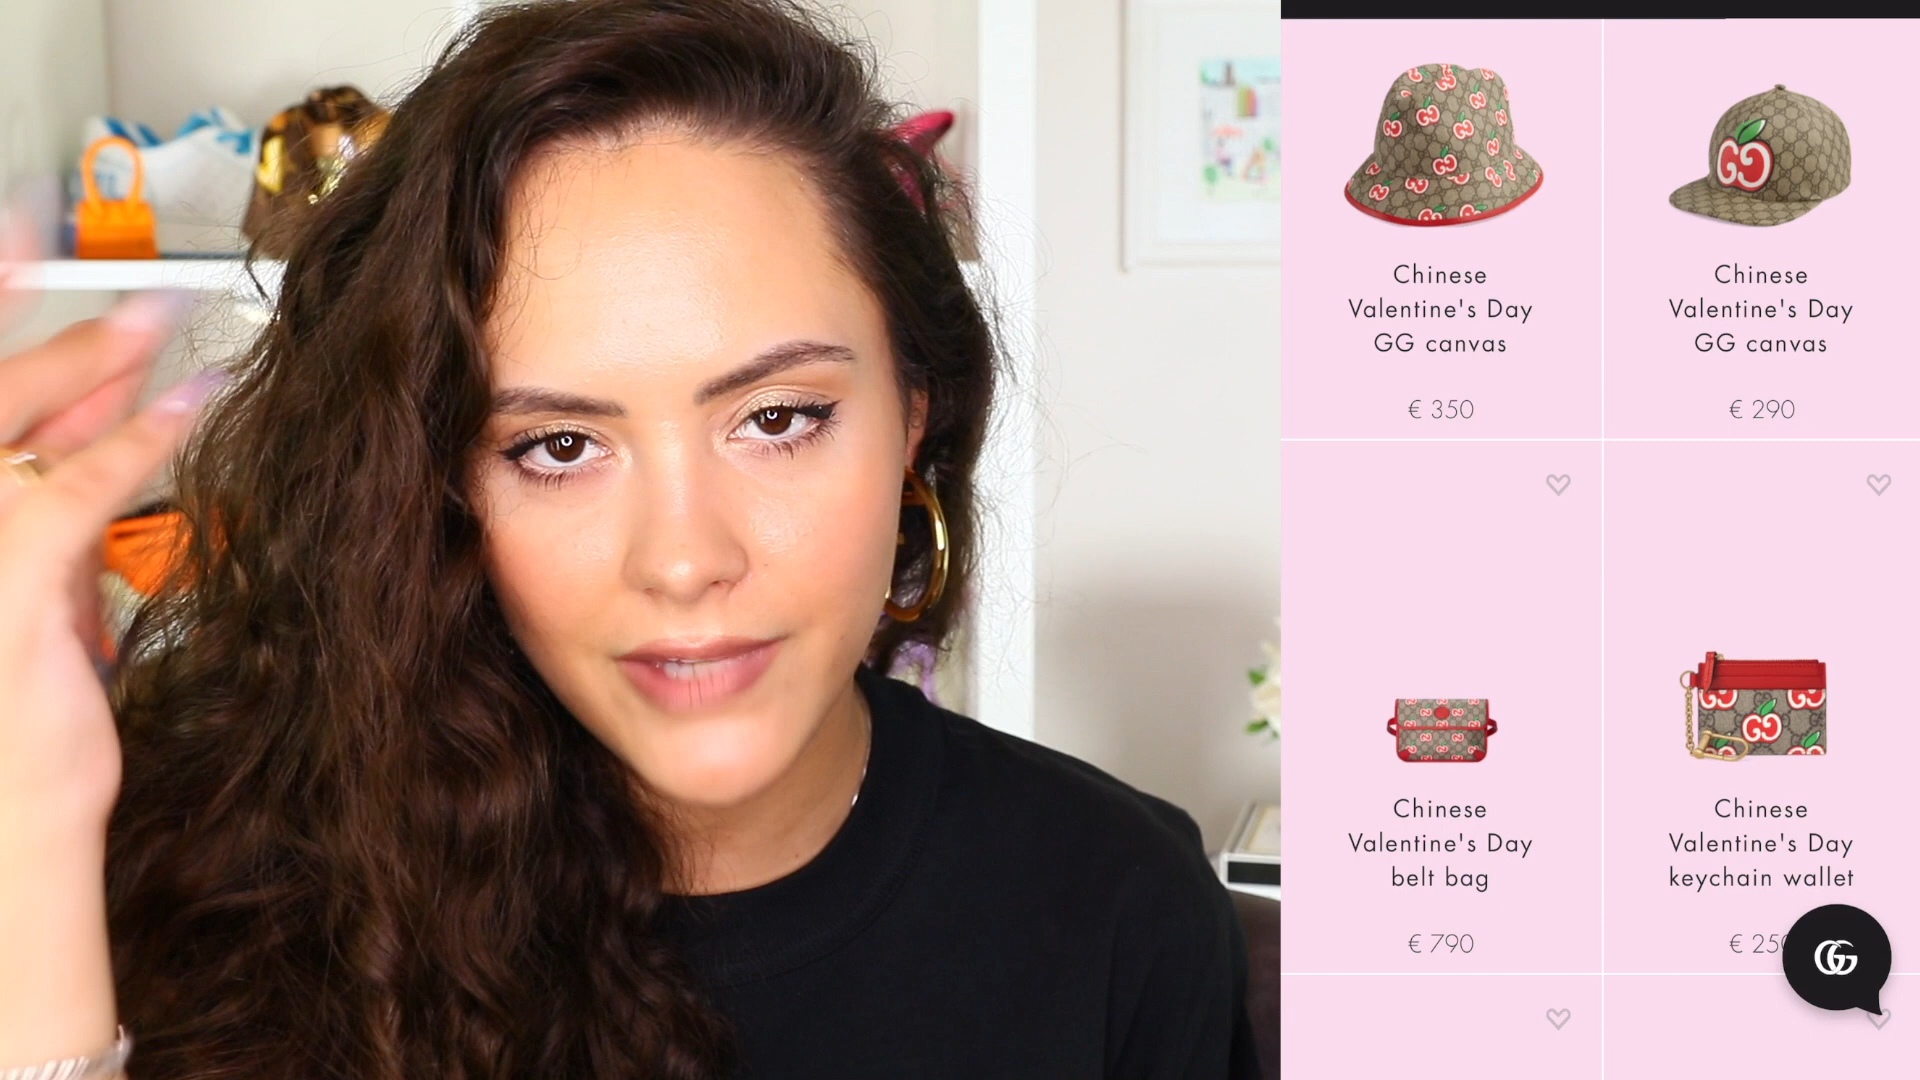 Chinese
Valentine's Day
GG canvas
€ 350
Chinese
Valentine's Day
GG canvas
€ 290
Chinese
Valentine's Day
belt bag
€ 790
Chinese
Valentine's Day
keychain wallet
€ 250